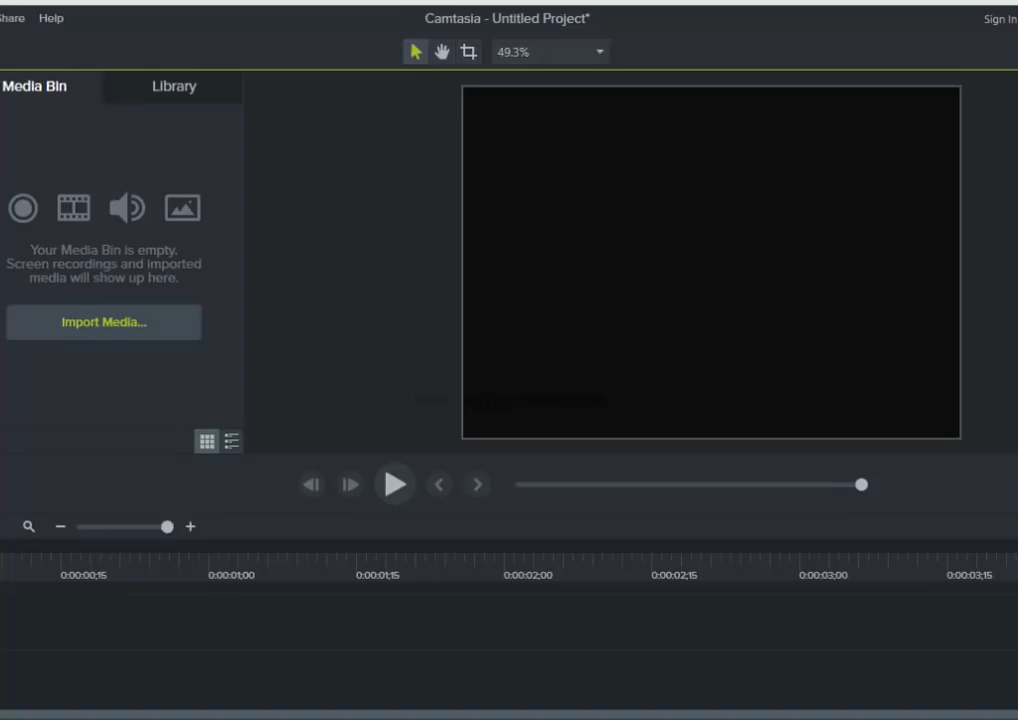 Share Help
Camtasia - Untitled Project*
Sign In
49.3%
Media Bin
Library
Your Media Bin is empty.
Screen recordings and imported
media will show up here.
Import Media...
0:00:00;15 0:00:01;00 0:00:01;15 0:00:02;00 0:00:02;15 0:00:03;00 0:00:03;15